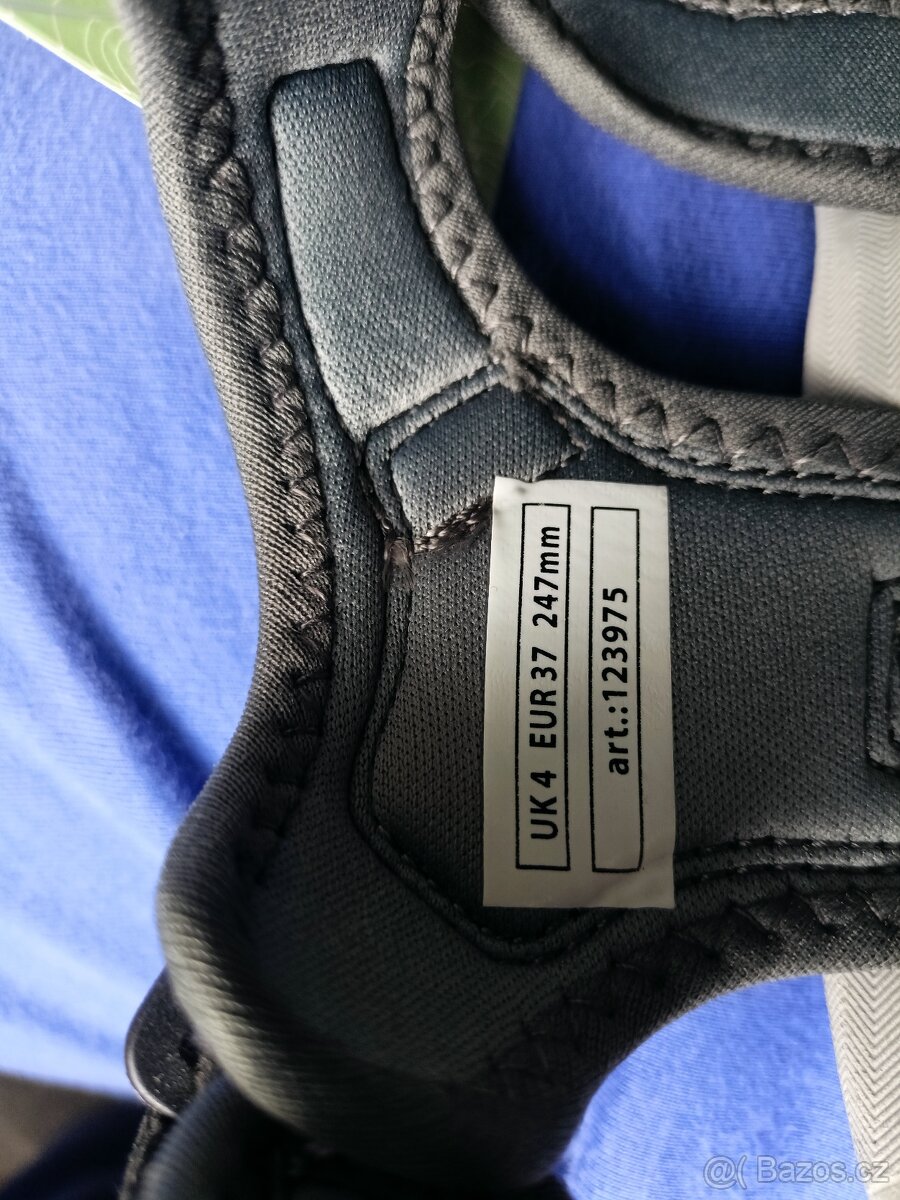 UK 4 EUR 37 247mm
art.:123975
@( Bazos.cz